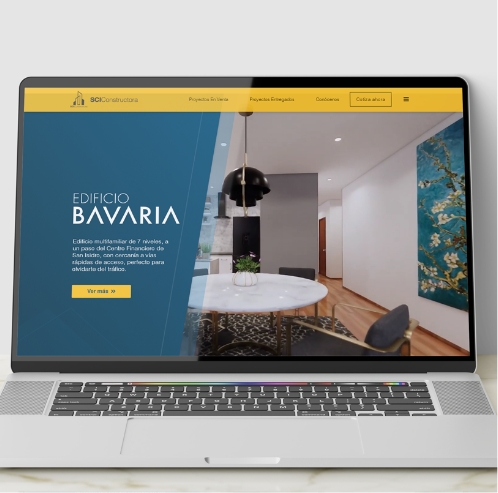 SCIConstructora
Proyectos En Venta
Proyectos Entregados
Conócenos
Cotiza ahora
EDIFICIO
BAVARIA
Edificio multifamiliar de 7 niveles, a
un paso del Centro Financiero de
San Isidro, con cercanía a vías
rápidas de acceso, perfecto para
olvidarte del tráfico.
Ver más »